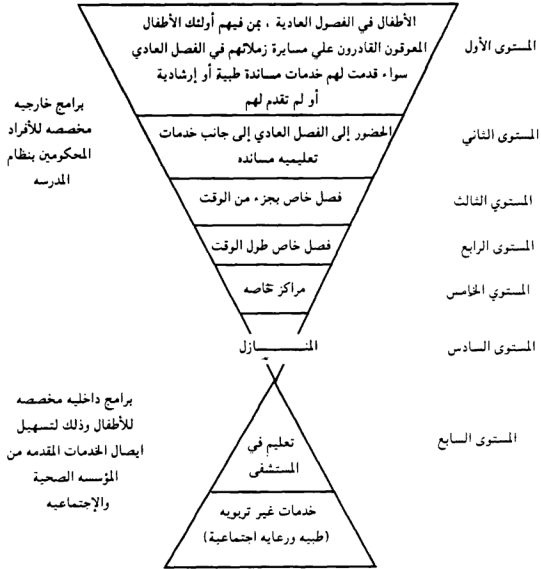 المستوى الأول
الأطفال في الفصول العادية ، بمن فيهم أولئك الأطفال
المعوقون القادرون علي مسايرة زملائهم في الفصل العادي
سواء قدمت لهم خدمات مساندة طبية أو إرشادية
أو لم تقدم لهم
برامج خارجيه
مخصصه للأفراد
المحكومين بنظام
المدرسه
المستوى الثاني
الحضور إلى الفصل العادي إلى جانب خدمات
تعليميه مسانده
المستوي الثالث
فصل خاص بجزء من الوقت
المستوى الرابع
فصل خاص طول الوقت
المستوي الخامس
مراكز خاصه
المستوى السادس
المنـــــــازل
المستوى السابع
تعليم في
المستشفى
برامج داخليه مخصصه
للأطفال وذلك لتسهيل
ايصال الخدمات المقدمه من
المؤسسه الصحية
والإجتماعيه
خدمات غير تربويه
(طبيه ورعايه اجتماعية)